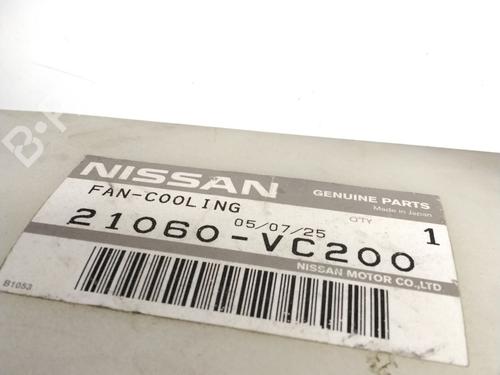 NISSAN
GENUINE PARTS
Made in Japan
FAN-COOLING
05/07/25
Q'TY
21060-VC200
1
NISSAN MOTOR CO.,LTD.
B1053